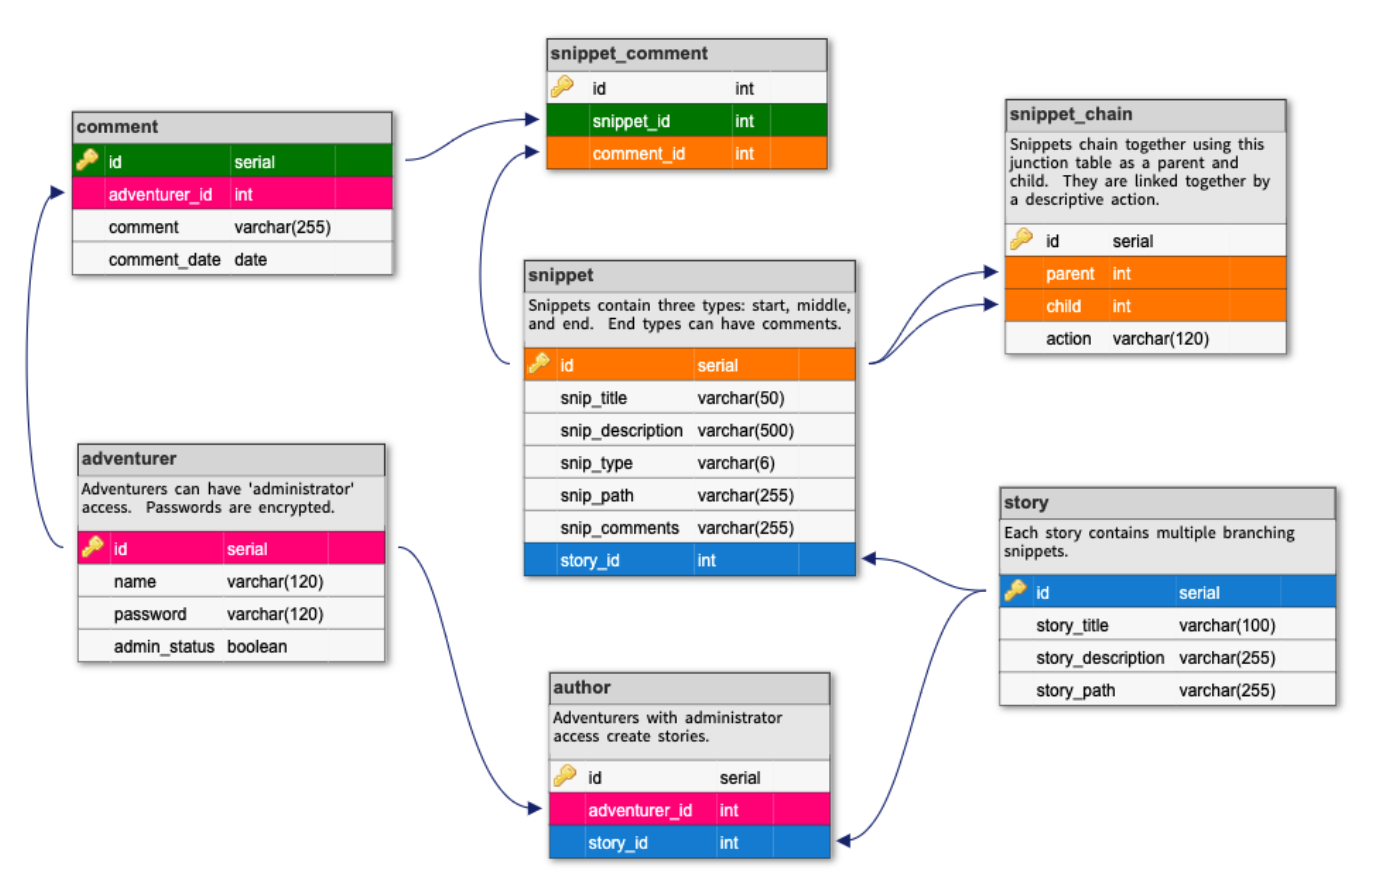 snippet_comment
id int
snippet_id int
comment_id int
comment
id serial
adventurer_id int
comment varchar(255)
comment_date date
snippet_chain
Snippets chain together using this
junction table as a parent and
child. They are linked together by
a descriptive action.
id serial
parent int
child int
action varchar(120)
snippet
Snippets contain three types: start, middle,
and end. End types can have comments.
id serial
snip_title varchar(50)
snip_description varchar(500)
snip_type varchar(6)
snip_path varchar(255)
snip_comments varchar(255)
story_id int
adventurer
Adventurers can have 'administrator'
access. Passwords are encrypted.
id serial
name varchar(120)
password varchar(120)
admin_status boolean
story
Each story contains multiple branching
snippets.
id serial
story_title varchar(100)
story_description varchar(255)
story_path varchar(255)
author
Adventurers with administrator
access create stories.
id serial
adventurer_id int
story_id int